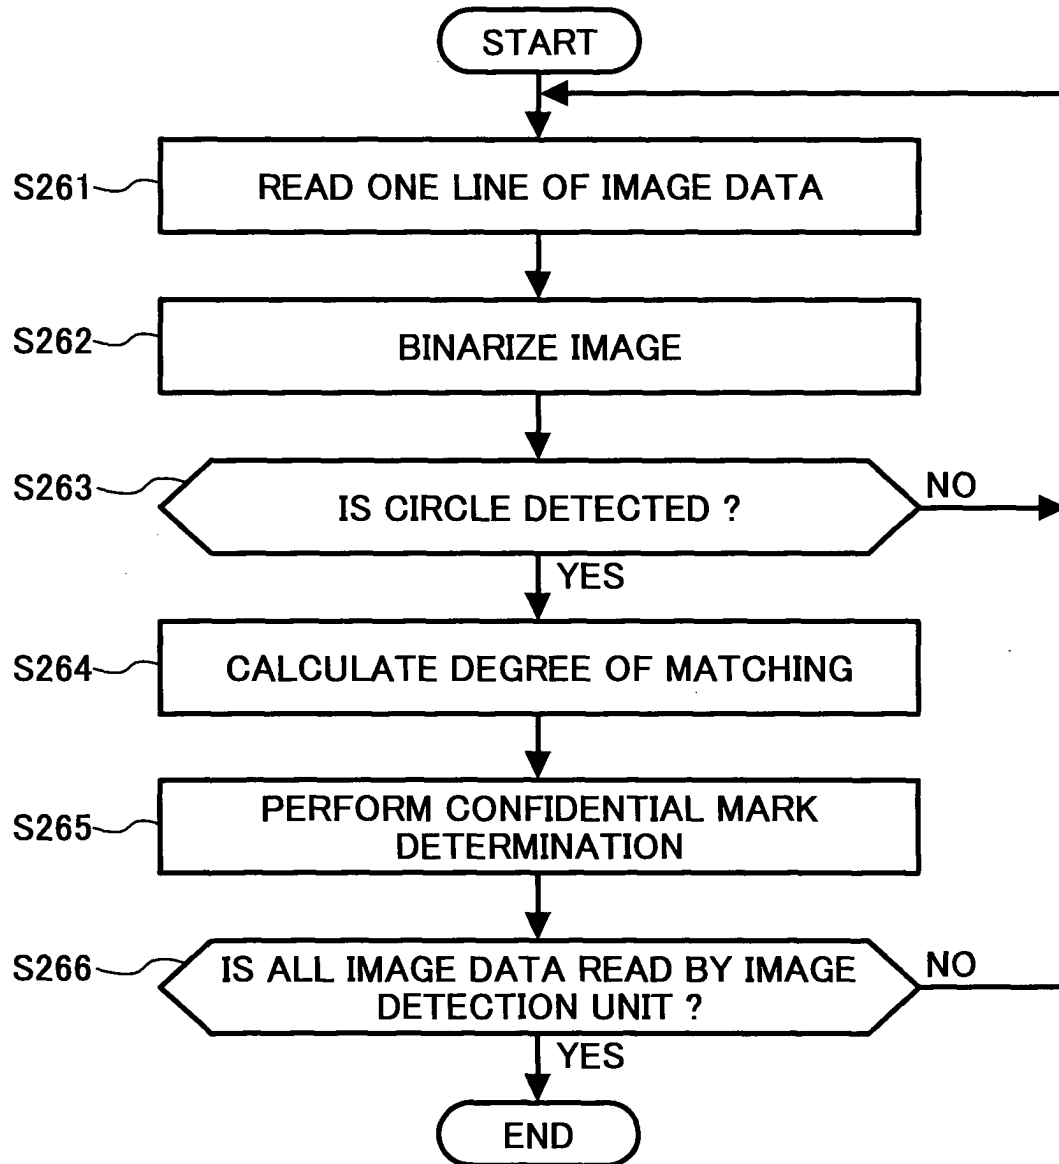 START
S261
READ ONE LINE OF IMAGE DATA
S262
BINARIZE IMAGE
S263
IS CIRCLE DETECTED ?
NO
YES
S264
CALCULATE DEGREE OF MATCHING
S265
PERFORM CONFIDENTIAL MARK
DETERMINATION
S266
IS ALL IMAGE DATA READ BY IMAGE
DETECTION UNIT ?
NO
YES
END